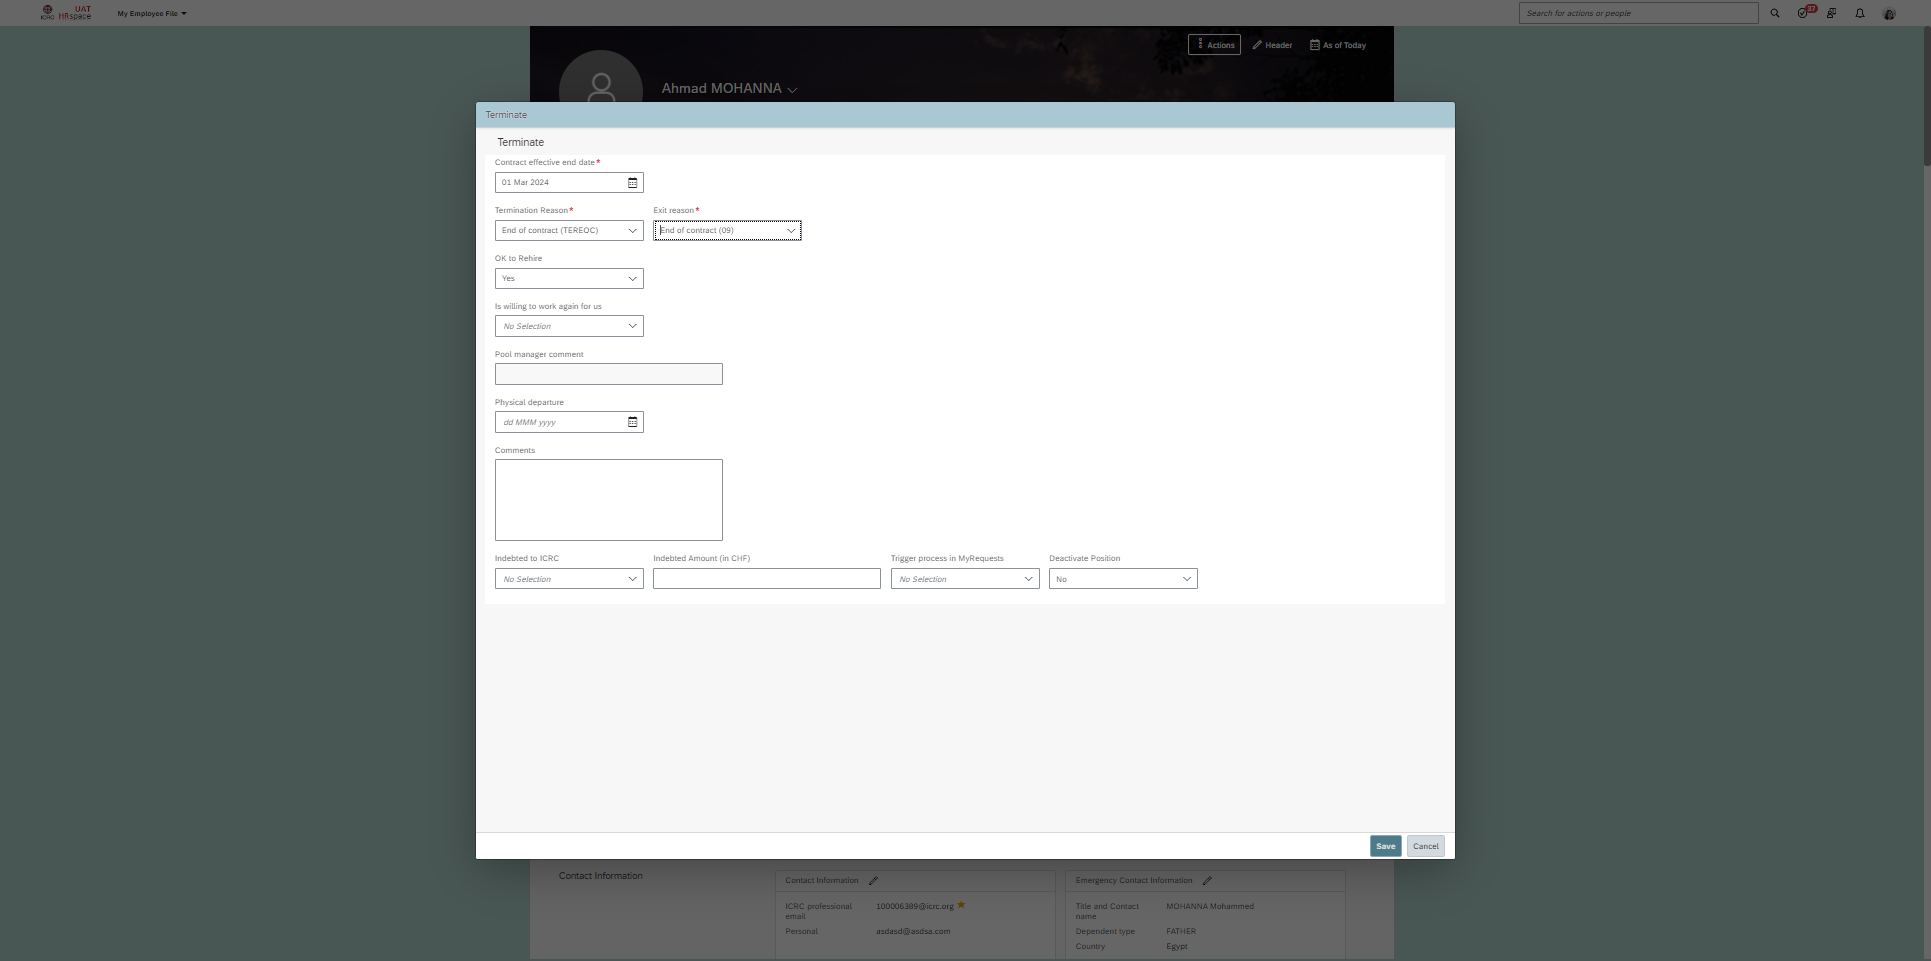 ICRC
UAT
HRspace
My Employee File
Search for actions or people
37
Actions
Header
As of Today
Ahmad MOHANNA
Terminate
Terminate
Contract effective end date*
01 Mar 2024
Termination Reason* Exit reason*
End of contract (TEREOC) End of contract (09)
OK to Rehire
Yes
Is willing to work again for us
No Selection
Pool manager comment
Physical departure
dd MMM yyyy
Comments
Indebted to ICRC Indebted Amount (in CHF) Trigger process in MyRequests Deactivate Position
No Selection No Selection No
Save Cancel
Contact Information
Contact Information
ICRC professional email 100006389@icrc.org
Personal asdasd@asdsa.com
Emergency Contact Information
Title and Contact name MOHANNA Mohammed
Dependent type FATHER
Country Egypt